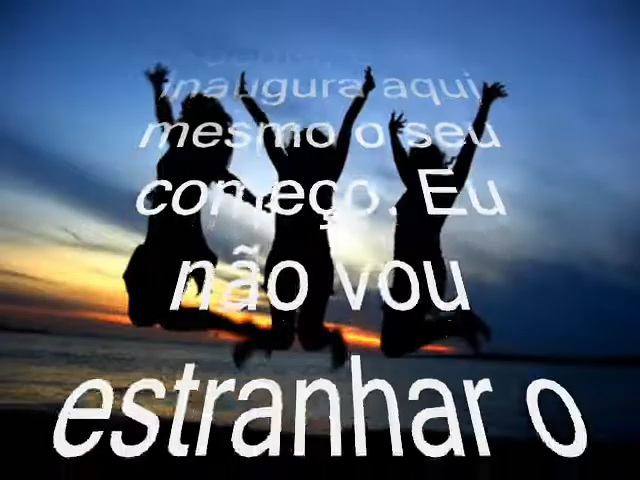 inaugura aqui
mesmo o seu
começo. Eu
não vou
estranhar o